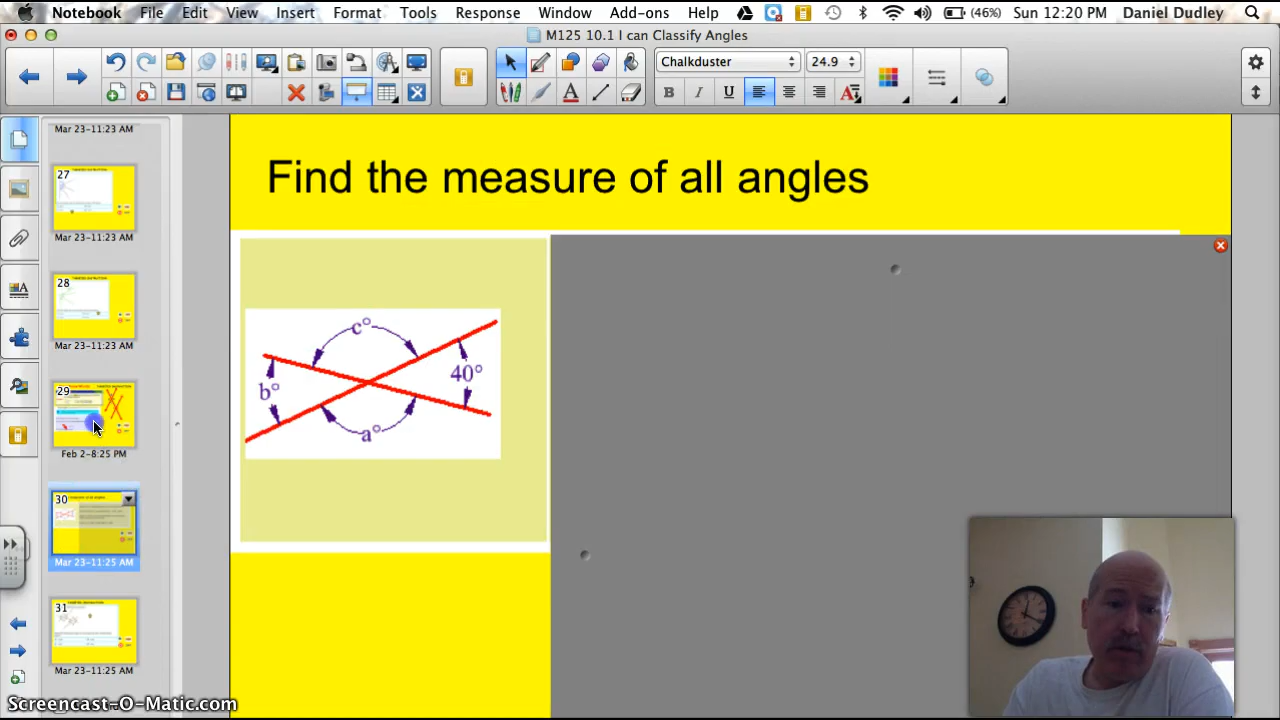 Notebook File Edit View Insert Format Tools Response Window Add-ons Help (46%) Sun 12:20 PM Daniel Dudley
M125 10.1 I can Classify Angles
Chalkduster 24.9
B I U A
Mar 23-11:23 AM
27
Mar 23-11:23 AM
28
Mar 23-11:23 AM
29
Feb 2-8:25 PM
30
Mar 23-11:25 AM
31
Mar 23-11:25 AM
Find the measure of all angles
c°
b°
40°
a°
Screencast-O-Matic.com